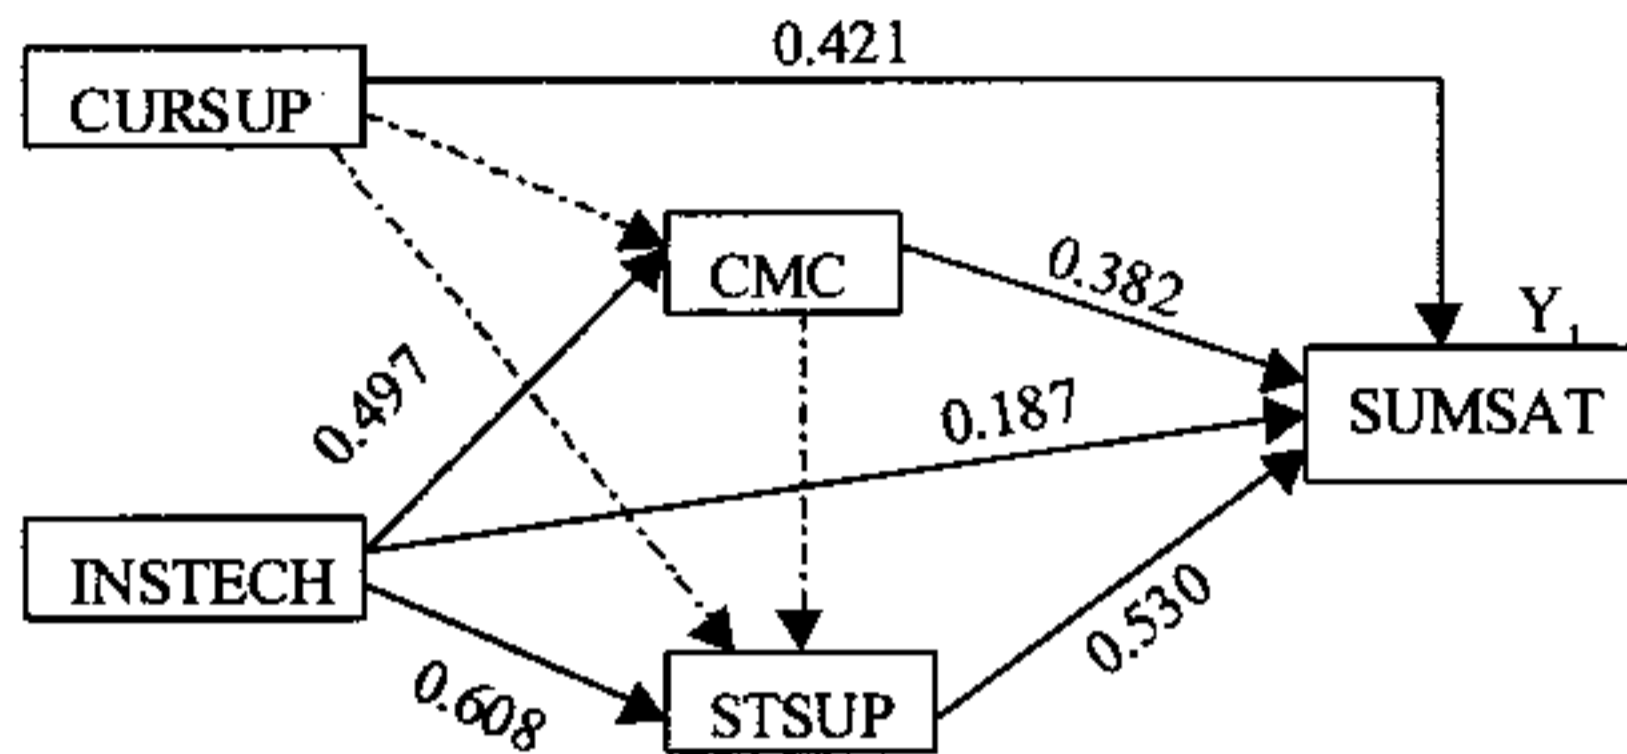 0.421
CURSUP
CMC
0.382
Y₁
0.497
0.187
SUMSAT
INSTECH
0.530
0.608
STSUP